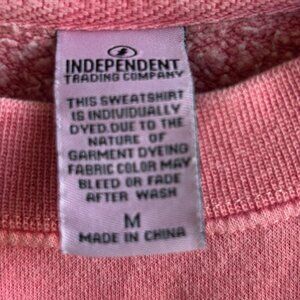 INDEPENDENT
TRADING COMPANY
THIS SWEATSHIRT
IS INDIVIDUALLY
DYED.DUE TO THE
NATURE OF
GARMENT DYEING
FABRIC COLOR MAY
BLEED OR FADE
AFTER WASH
M
MADE IN CHINA